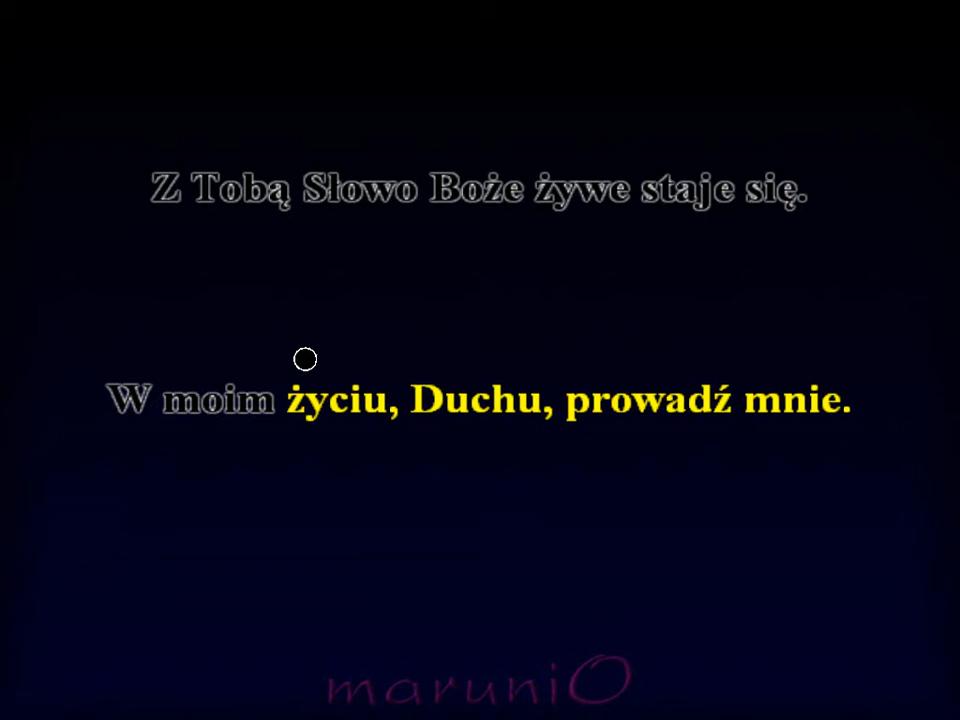 Z Tobą Słowo Boże żywe staje się.
W moim życiu, Duchu, prowadź mnie.
maruniO